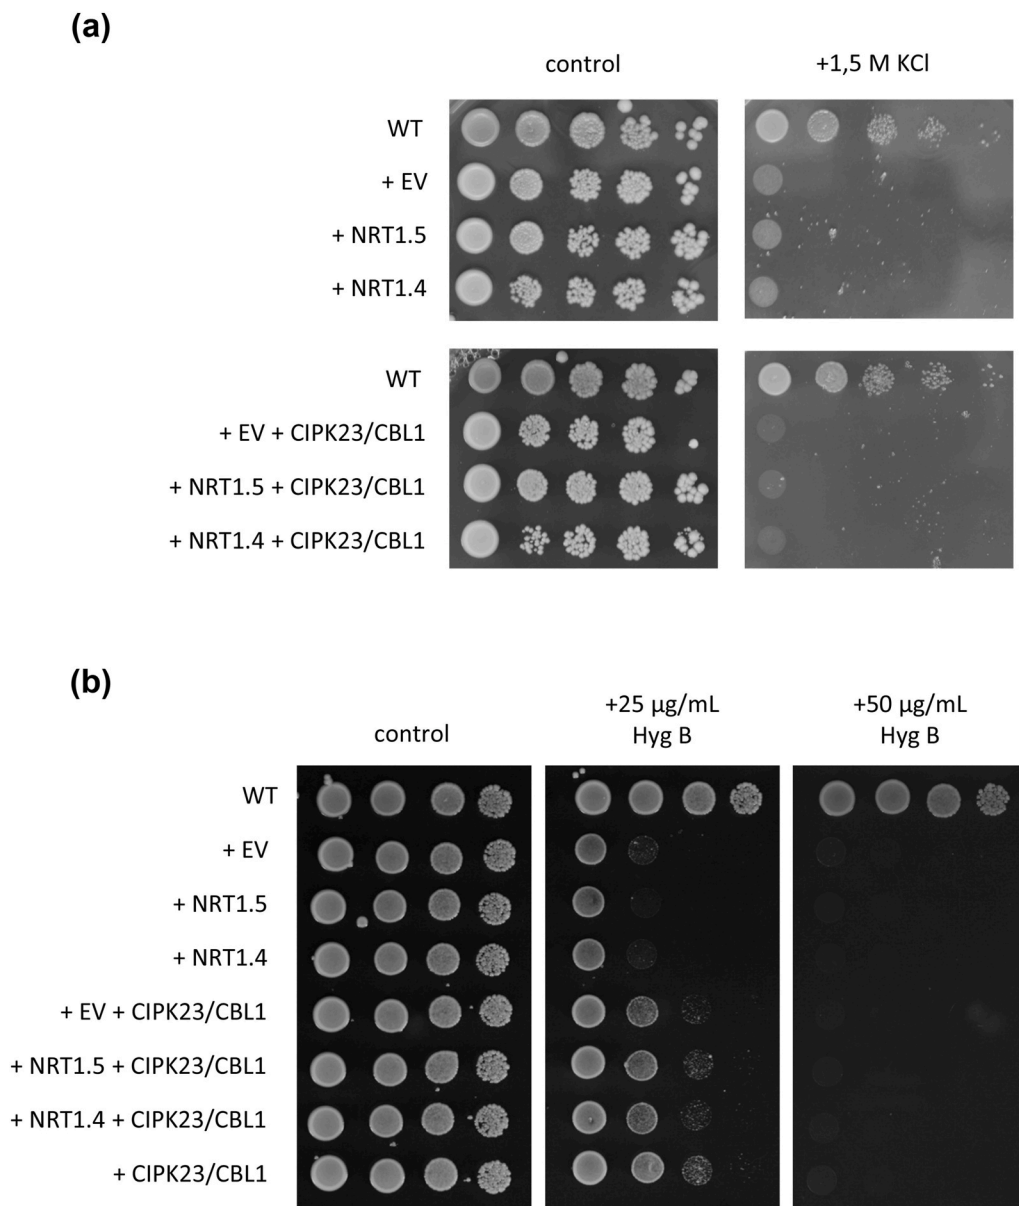 (a)
control
+1,5 M KCl
WT
+ EV
+ NRT1.5
+ NRT1.4
WT
+ EV + CIPK23/CBL1
+ NRT1.5 + CIPK23/CBL1
+ NRT1.4 + CIPK23/CBL1
(b)
control
+25 µg/mL
Hyg B
+50 µg/mL
Hyg B
WT
+ EV
+ NRT1.5
+ NRT1.4
+ EV + CIPK23/CBL1
+ NRT1.5 + CIPK23/CBL1
+ NRT1.4 + CIPK23/CBL1
+ CIPK23/CBL1